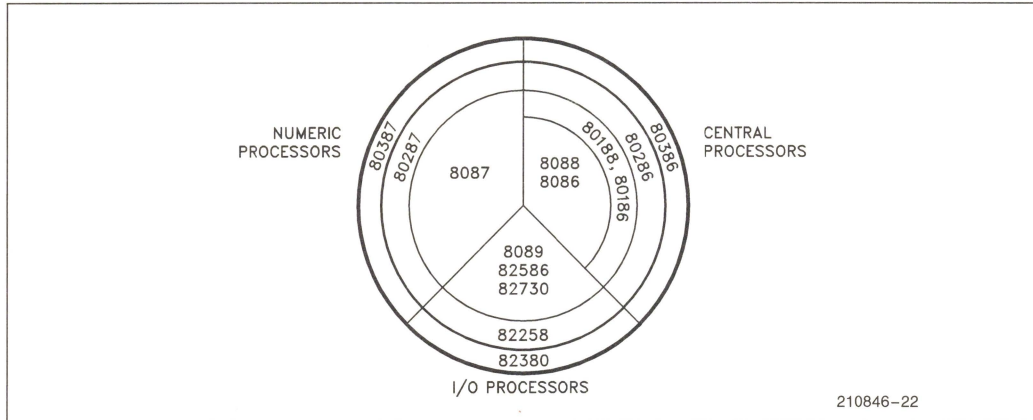 NUMERIC
PROCESSORS
CENTRAL
PROCESSORS
80387
80287
8087
8088
8086
80188, 80186
80286
80386
8089
82586
82730
82258
82380
I/O PROCESSORS
210846-22